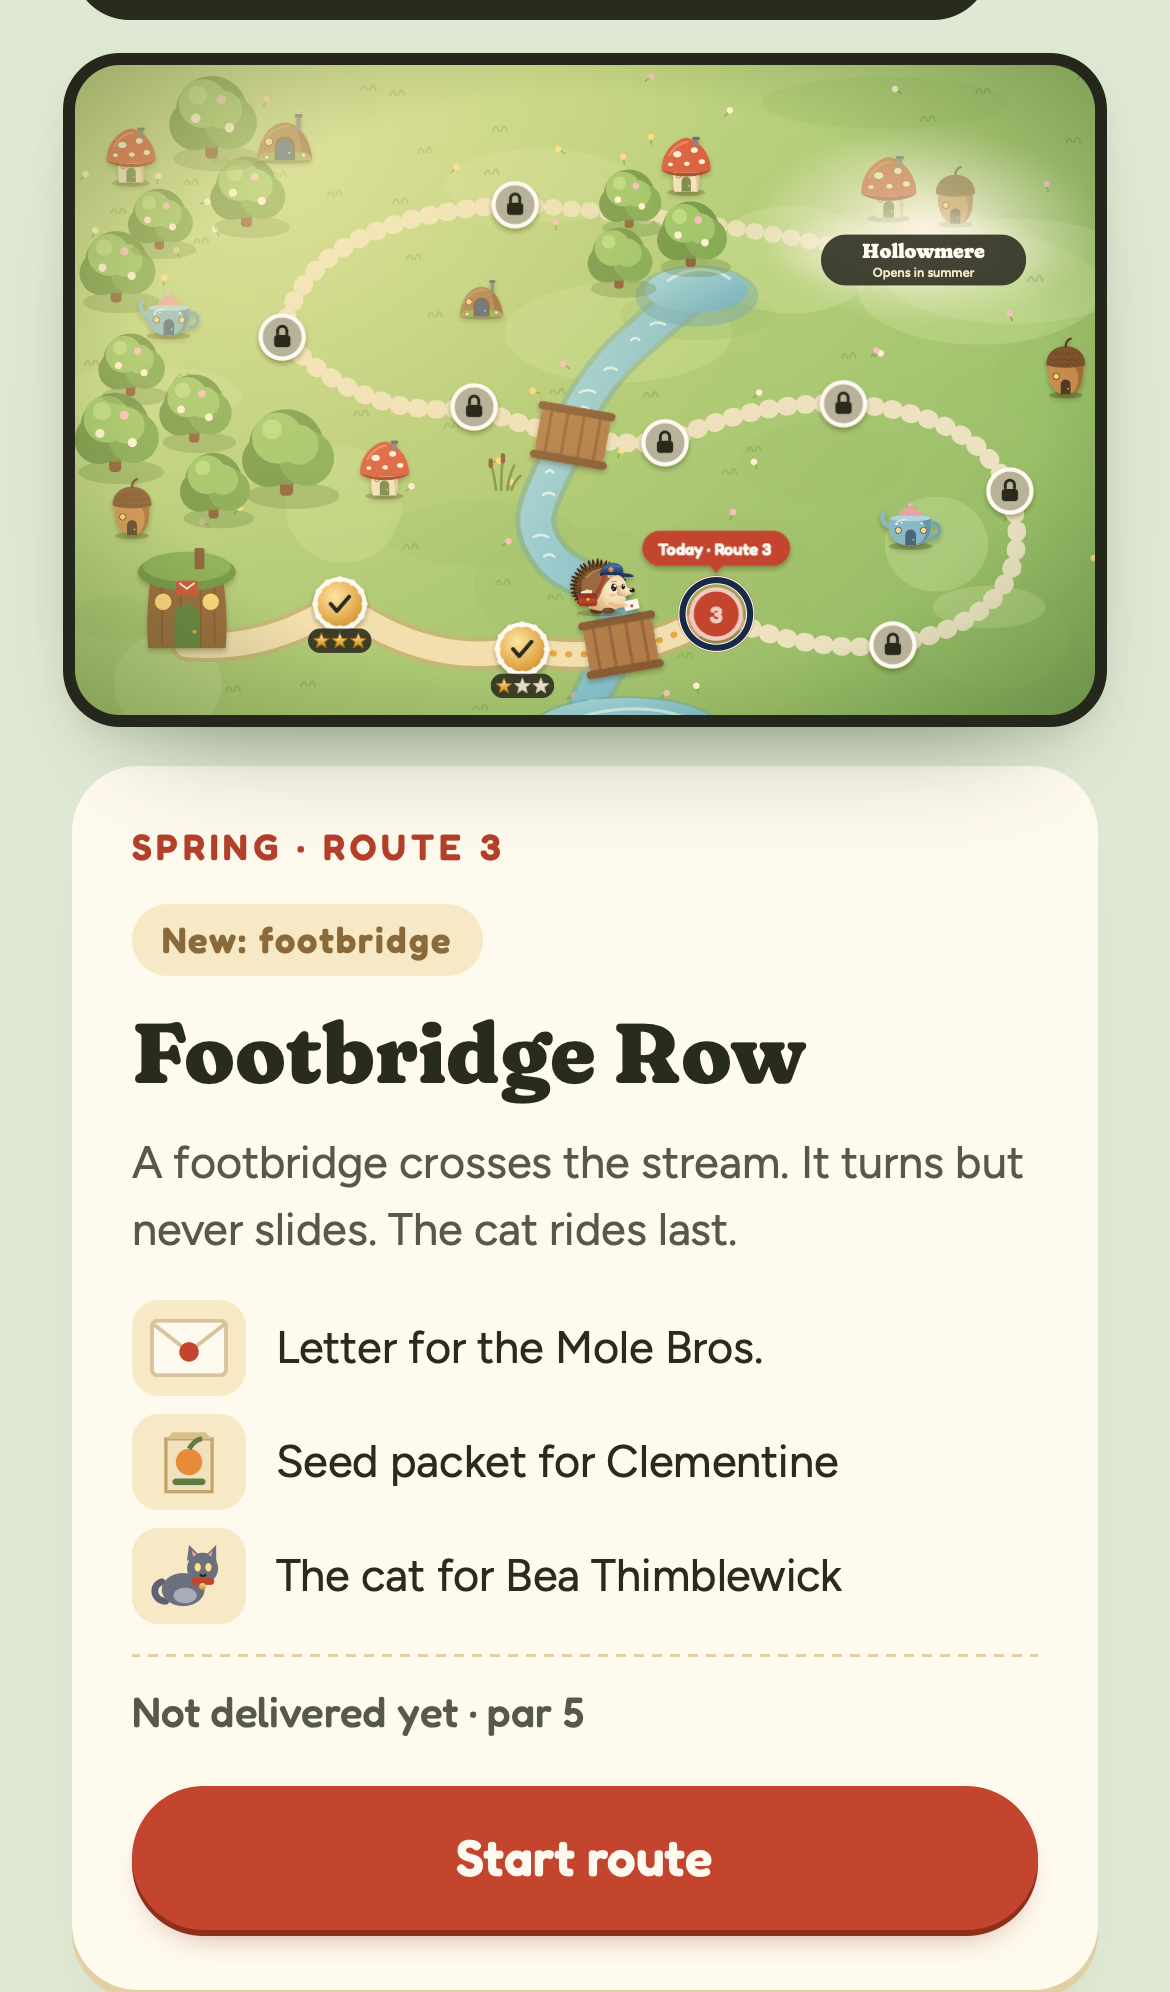 Hollowmere
Opens in summer
Today · Route 3
3
SPRING · ROUTE 3
New: footbridge
Footbridge Row
A footbridge crosses the stream. It turns but
never slides. The cat rides last.
Letter for the Mole Bros.
Seed packet for Clementine
The cat for Bea Thimblewick
Not delivered yet · par 5
Start route